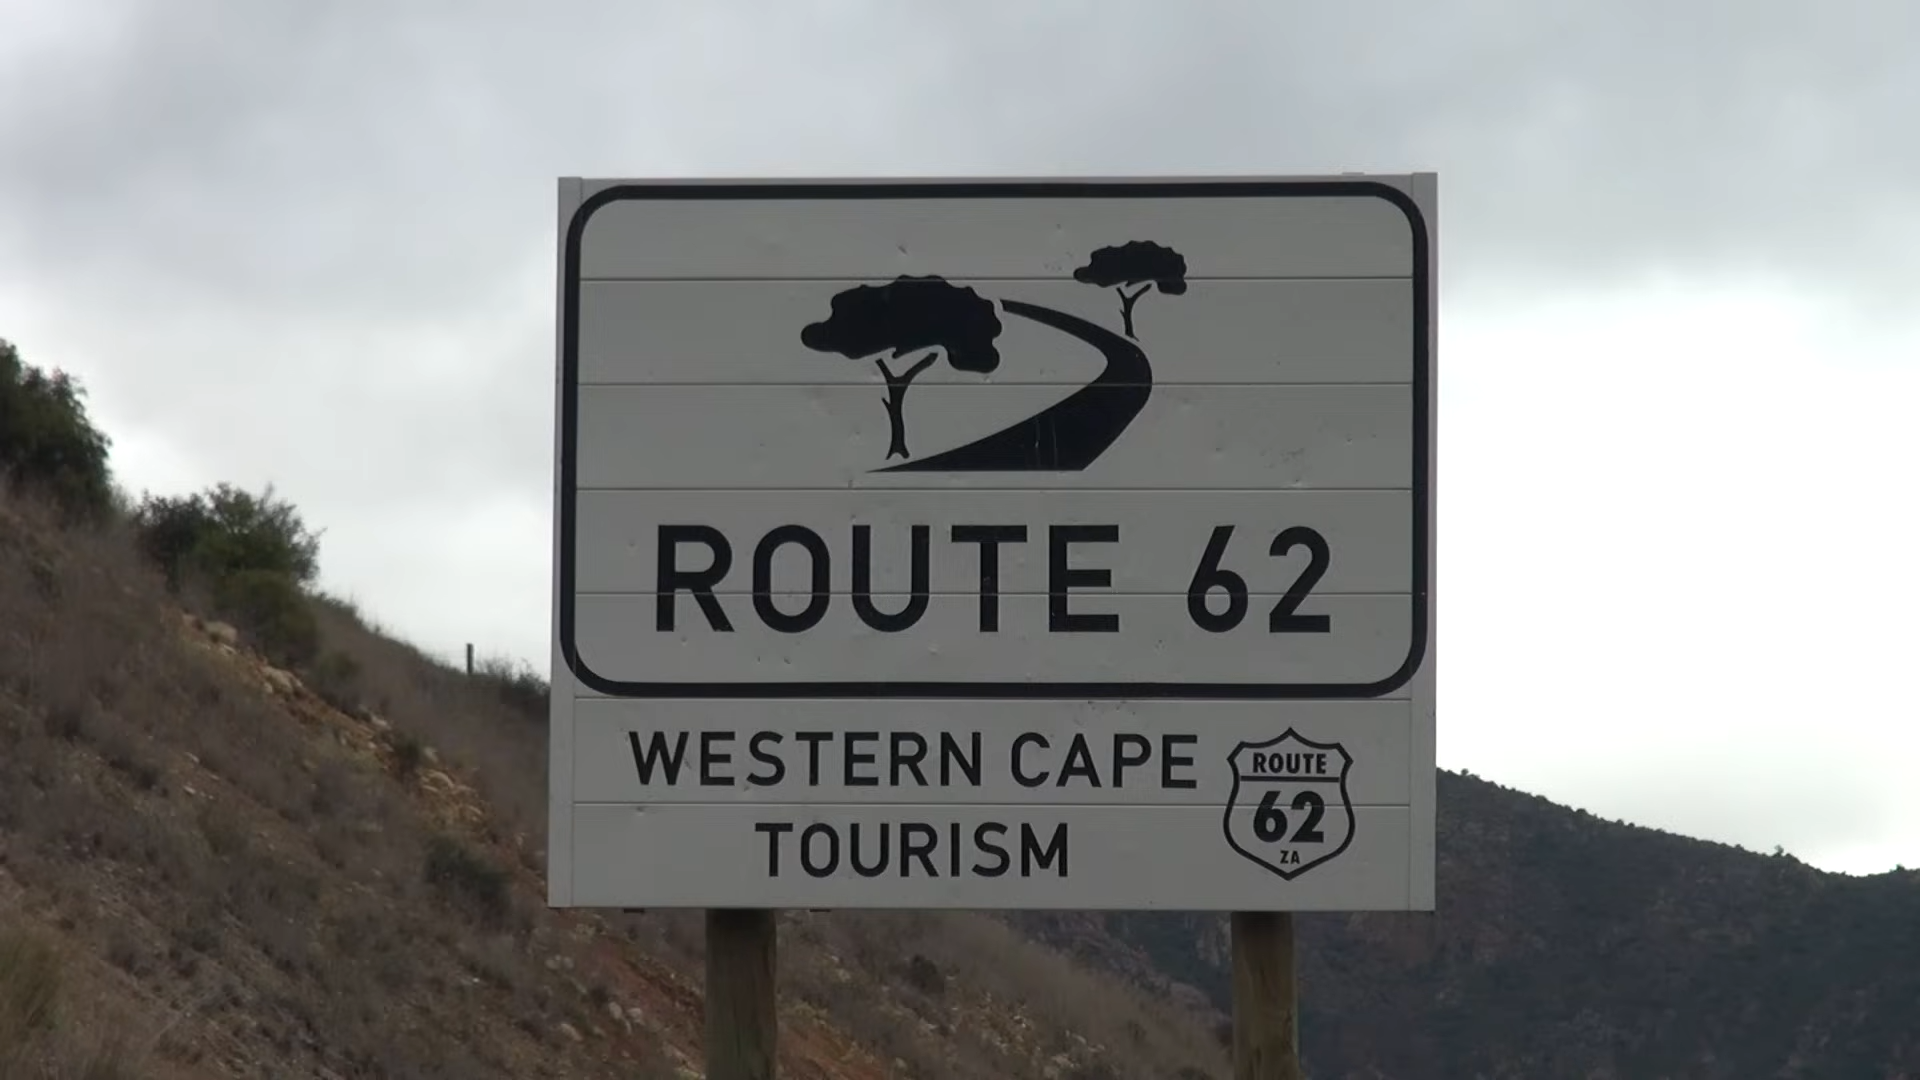 ROUTE 62
WESTERN CAPE
TOURISM
ROUTE
62
ZA